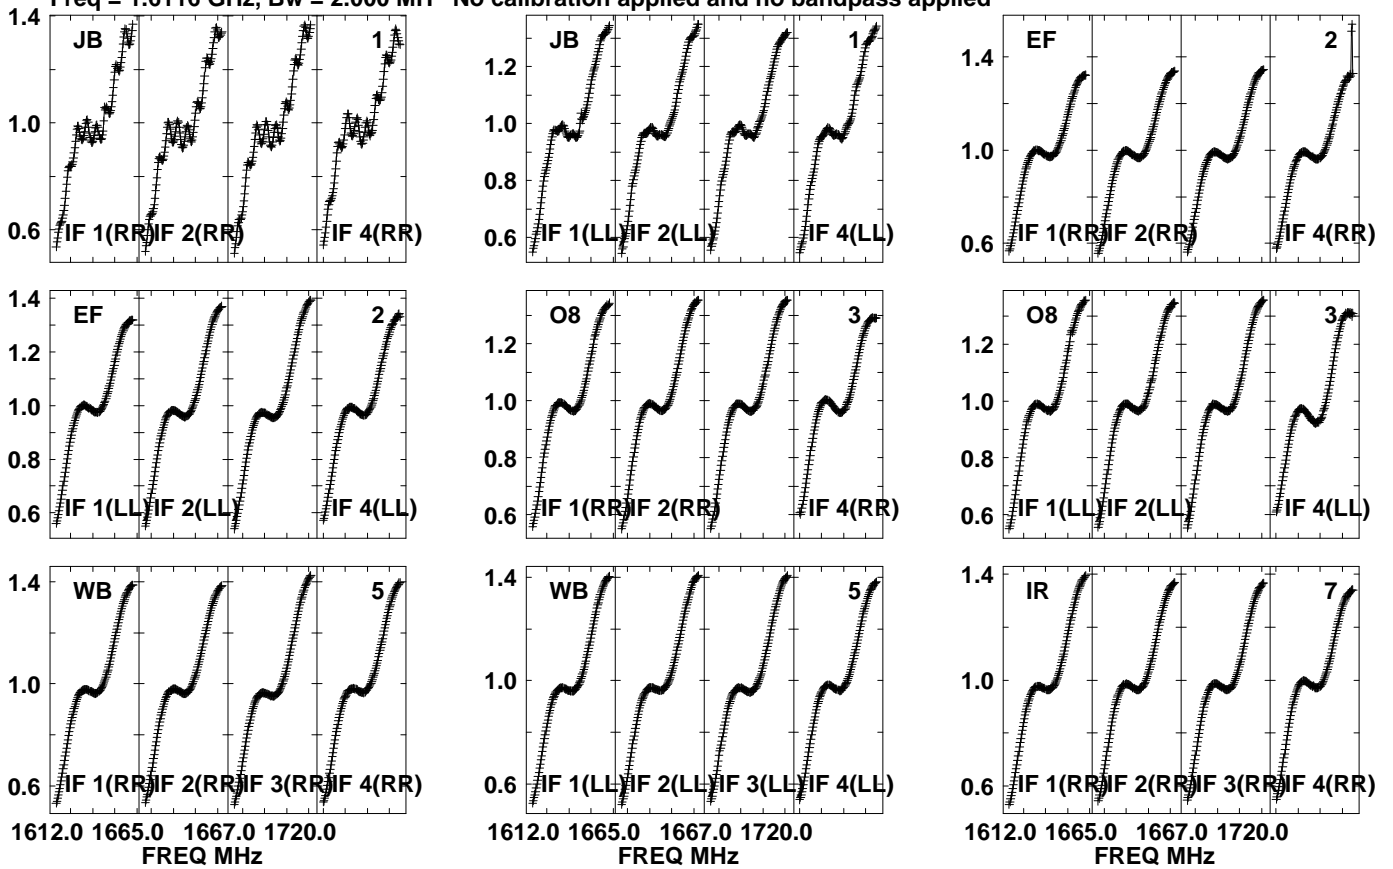 No calibration applied and no bandpass applied
JB 1
1.4
1.2
1.0
0.8
0.6
IF 1(RR) IF 2(RR) IF 4(RR)
JB 1
1.2
1.0
0.8
0.6
IF 1(LL) IF 2(LL) IF 4(LL)
EF 2
1.4
1.0
0.6
IF 1(RR) IF 2(RR) IF 4(RR)
EF 2
1.4
1.2
1.0
0.8
0.6
IF 1(LL) IF 2(LL) IF 4(LL)
O8 3
1.2
1.0
0.8
0.6
IF 1(RR) IF 2(RR) IF 4(RR)
O8 3
1.2
1.0
0.8
0.6
IF 1(LL) IF 2(LL) IF 4(LL)
WB 5
1.4
1.0
0.6
IF 1(RR) IF 2(RR) IF 3(RR) IF 4(RR)
1612.0 1665.0 1667.0 1720.0
FREQ MHz
WB 5
1.4
1.0
0.6
IF 1(LL) IF 2(LL) IF 3(LL) IF 4(LL)
1612.0 1665.0 1667.0 1720.0
FREQ MHz
IR 7
1.4
1.0
0.6
IF 1(RR) IF 2(RR) IF 3(RR) IF 4(RR)
1612.0 1665.0 1667.0 1720.0
FREQ MHz